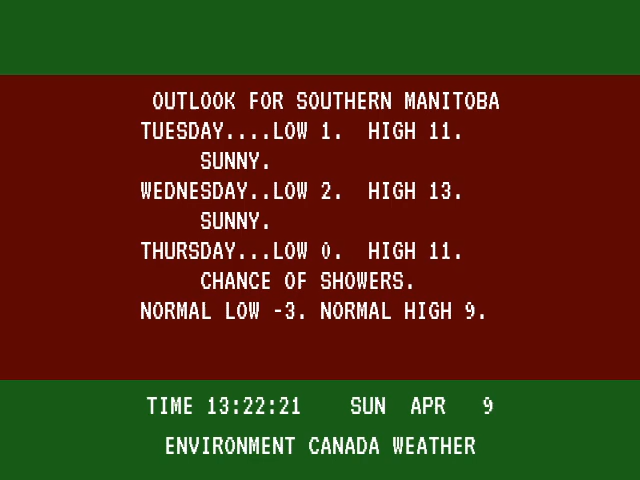 OUTLOOK FOR SOUTHERN MANITOBA
TUESDAY....LOW 1.  HIGH 11.
SUNNY.
WEDNESDAY..LOW 2.  HIGH 13.
SUNNY.
THURSDAY...LOW 0.  HIGH 11.
CHANCE OF SHOWERS.
NORMAL LOW -3. NORMAL HIGH 9.
TIME 13:22:21    SUN  APR   9
ENVIRONMENT CANADA WEATHER